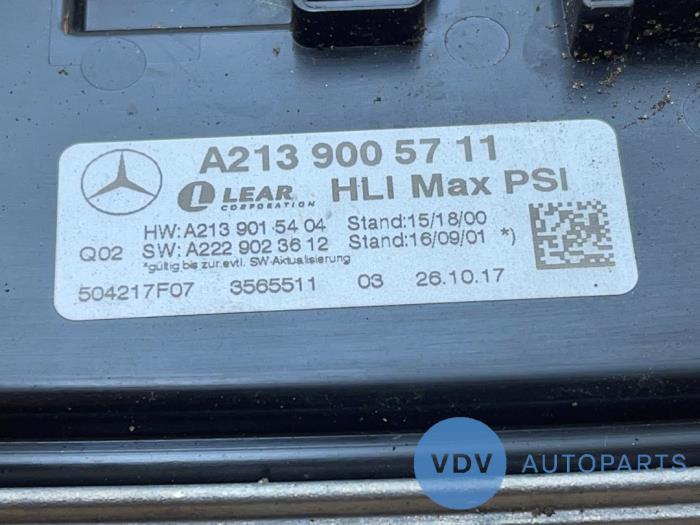 A213 900 57 11
LEAR HLI Max PSI
CORPORATION
HW:A213 901 54 04 Stand:15/18/00
Q02 SW:A222 902 36 12 Stand:16/09/01 *)
*gültig bis zur evtl. SW-Aktualisierung
504217F07 3565511 03 26.10.17
VDV AUTOPARTS